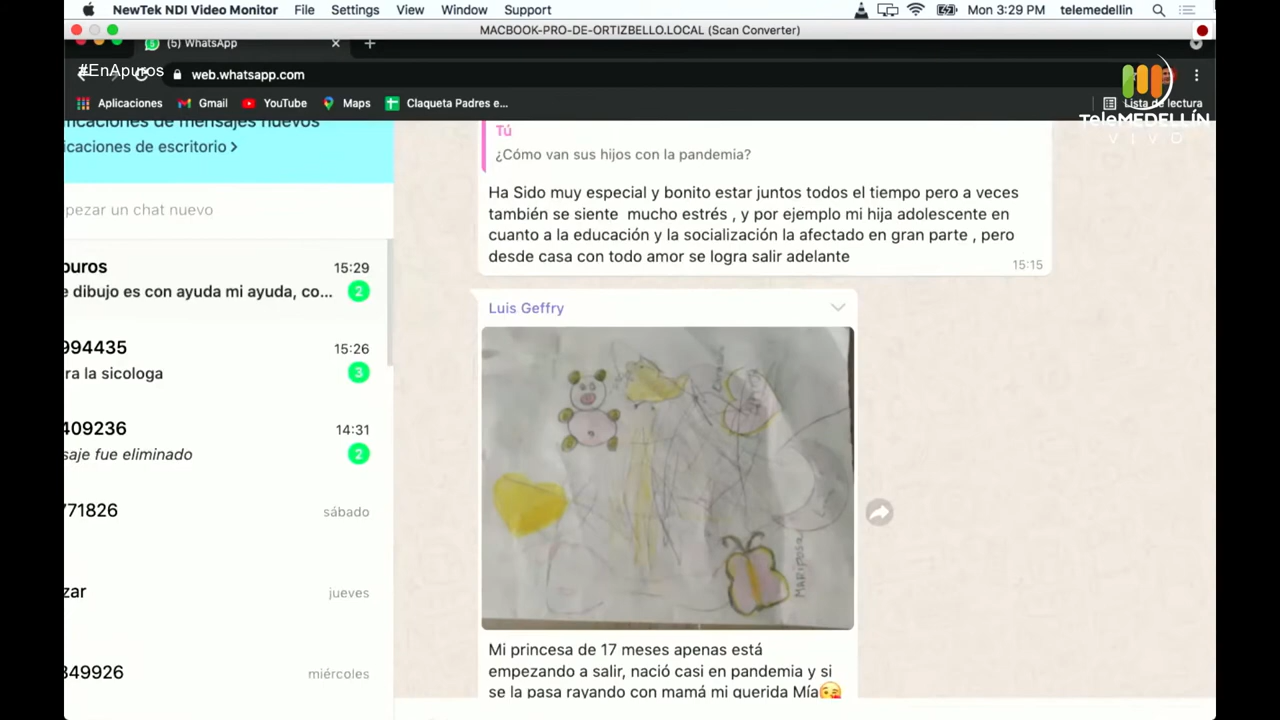 NewTek NDI Video Monitor File Settings View Window Support Mon 3:29 PM telemedellin
MACBOOK-PRO-DE-ORTIZBELLO.LOCAL (Scan Converter)
(5) WhatsApp
#EnApuros
web.whatsapp.com
Aplicaciones Gmail YouTube Maps Claqueta Padres e... Lista de lectura
TeleMEDELLÍN
VIVO
ficaciones de mensajes nuevos
icaciones de escritorio >
pezar un chat nuevo
puros 15:29
e dibujo es con ayuda mi ayuda, co... 2
994435 15:26
ra la sicologa 3
409236 14:31
saje fue eliminado 2
771826 sábado
zar jueves
349926 miércoles
Tú
¿Cómo van sus hijos con la pandemia?
Ha Sido muy especial y bonito estar juntos todos el tiempo pero a veces
también se siente mucho estrés , y por ejemplo mi hija adolescente en
cuanto a la educación y la socialización la afectado en gran parte , pero
desde casa con todo amor se logra salir adelante
15:15
Luis Geffry
MARIPOSA
Mi princesa de 17 meses apenas está
empezando a salir, nació casi en pandemia y si
se la pasa rayando con mamá mi querida Mía